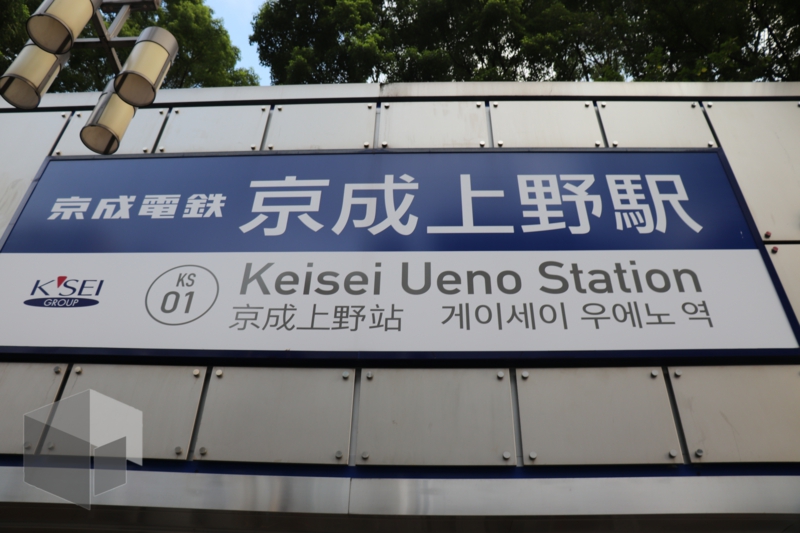 京成電鉄 京成上野駅
K'SEI GROUP
KS 01
Keisei Ueno Station
京成上野站 게이세이 우에노 역